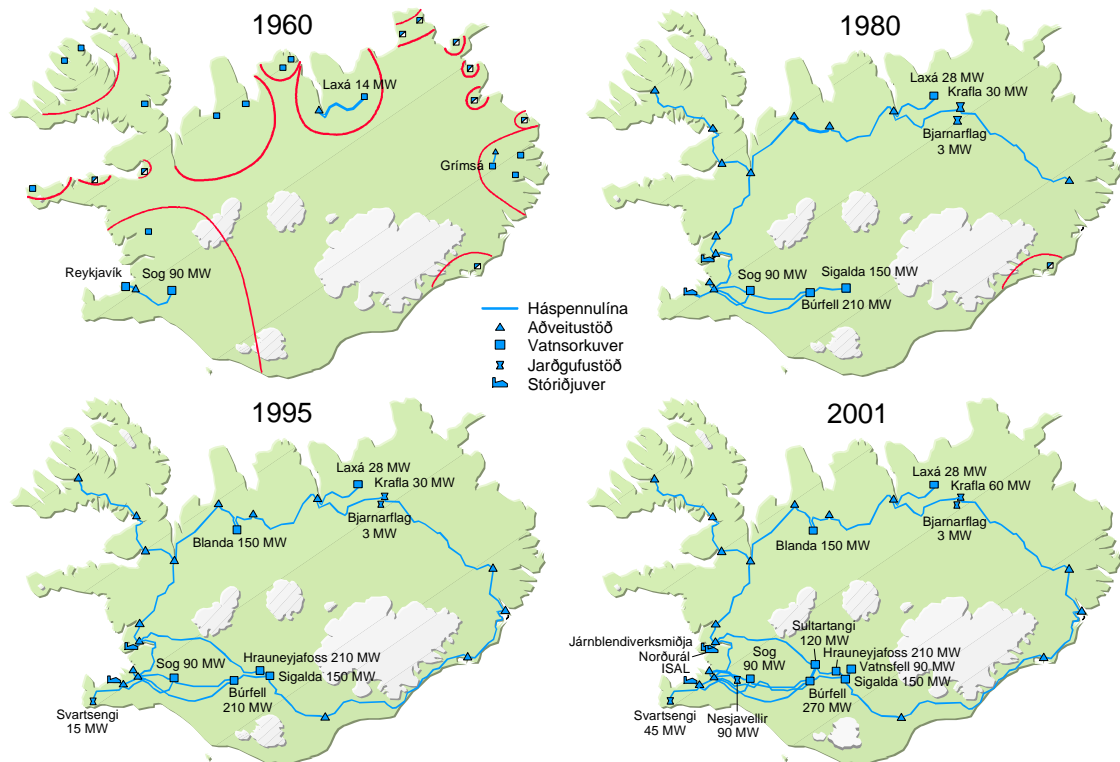 1960
Laxá 14 MW
Grímsá
Reykjavík
Sog 90 MW
1980
Laxá 28 MW
Krafla 30 MW
Bjarnarflag
3 MW
Sog 90 MW
Sigalda 150 MW
Búrfell 210 MW
Háspennulína
Aðveitustöð
Vatnsorkuver
Jarðgufustöð
Stóriðjuver
1995
Laxá 28 MW
Krafla 30 MW
Bjarnarflag
3 MW
Blanda 150 MW
Sog 90 MW
Hrauneyjafoss 210 MW
Sigalda 150 MW
Búrfell
210 MW
Svartsengi
15 MW
2001
Laxá 28 MW
Krafla 60 MW
Bjarnarflag
3 MW
Blanda 150 MW
Sultartangi
120 MW
Járnblendiverksmiðja
Norðurál
ISAL
Sog
90 MW
Hrauneyjafoss 210 MW
Vatnsfell 90 MW
Sigalda 150 MW
Búrfell
270 MW
Svartsengi
45 MW
Nesjavellir
90 MW